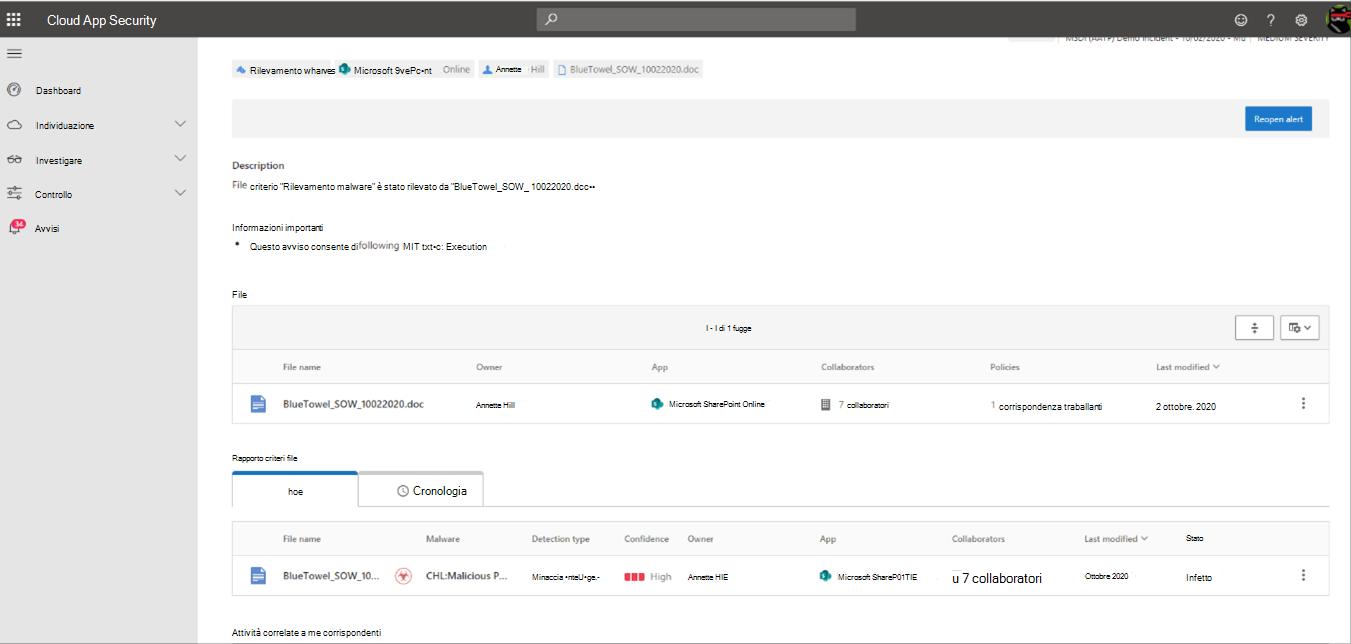 Cloud App Security
MSDI (AATP) Demo Incident - 10/02/2020 - Mu MEDIUM SEVERITY
Rilevamento wharves Microsoft 9vePc•nt Online Annette Hill BlueTowel_SOW_10022020.doc
Reopen alert
Dashboard
Individuazione
Investigare
Controllo
34
Avvisi
Description
File criterio "Rilevamento malware" è stato rilevato da "BlueTowel_SOW_ 10022020.dcc••
Informazioni importanti
• Questo avviso consente di following MIT txt•c: Execution
File
I - I di 1 fugge
File name Owner App Collaborators Policies Last modified
BlueTowel_SOW_10022020.doc Annette Hill Microsoft SharePoint Online 7 collaboratori 1 corrispondenza traballanti 2 ottobre. 2020
Rapporto criteri file
hoe Cronologia
File name Malware Detection type Confidence Owner App Collaborators Last modified Stato
BlueTowel_SOW_10... CHL:Malicious P... Minaccia •nteU•ge.- High Annette HIE Microsoft ShareP01TIE u 7 collaboratori Ottobre 2020 Infetto
Attività correlate a me corrispondenti